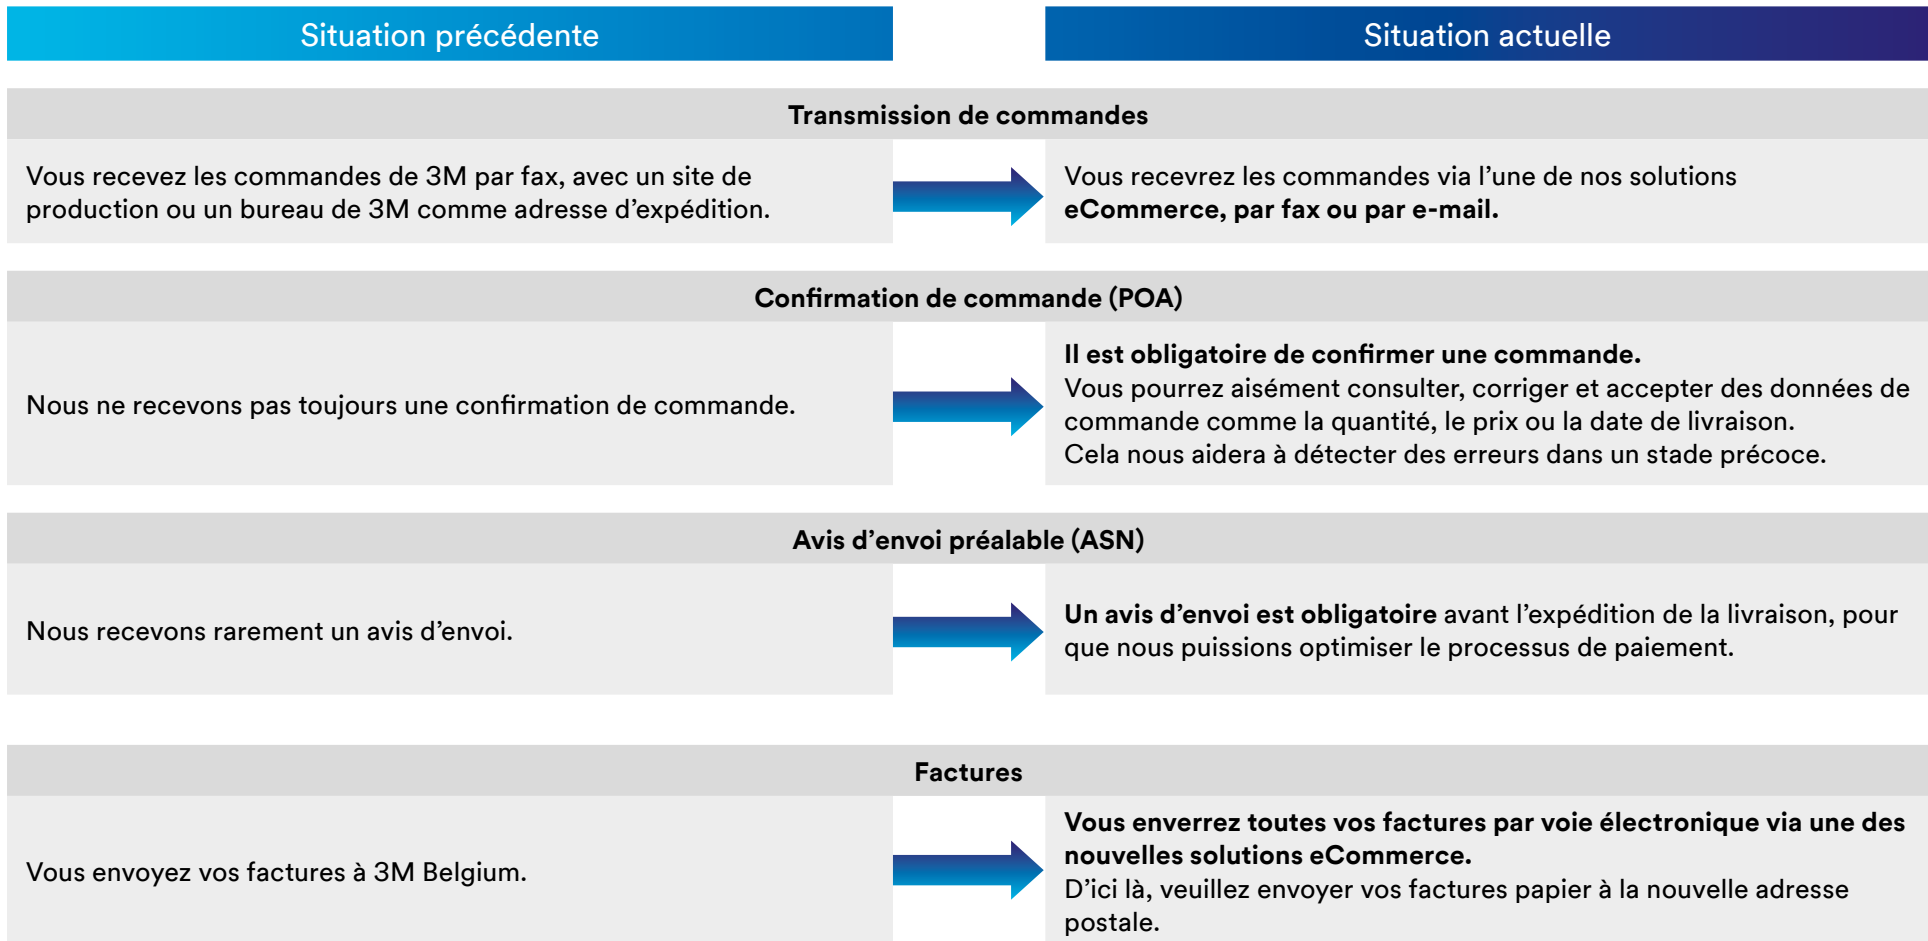 Situation précédente
Situation actuelle
Transmission de commandes
Vous recevez les commandes de 3M par fax, avec un site de
production ou un bureau de 3M comme adresse d’expédition.
Vous recevrez les commandes via l’une de nos solutions
eCommerce, par fax ou par e-mail.
Confirmation de commande (POA)
Nous ne recevons pas toujours une confirmation de commande.
Il est obligatoire de confirmer une commande.
Vous pourrez aisément consulter, corriger et accepter des données de
commande comme la quantité, le prix ou la date de livraison.
Cela nous aidera à détecter des erreurs dans un stade précoce.
Avis d’envoi préalable (ASN)
Nous recevons rarement un avis d’envoi.
Un avis d’envoi est obligatoire avant l’expédition de la livraison, pour
que nous puissions optimiser le processus de paiement.
Factures
Vous envoyez vos factures à 3M Belgium.
Vous enverrez toutes vos factures par voie électronique via une des
nouvelles solutions eCommerce.
D’ici là, veuillez envoyer vos factures papier à la nouvelle adresse
postale.